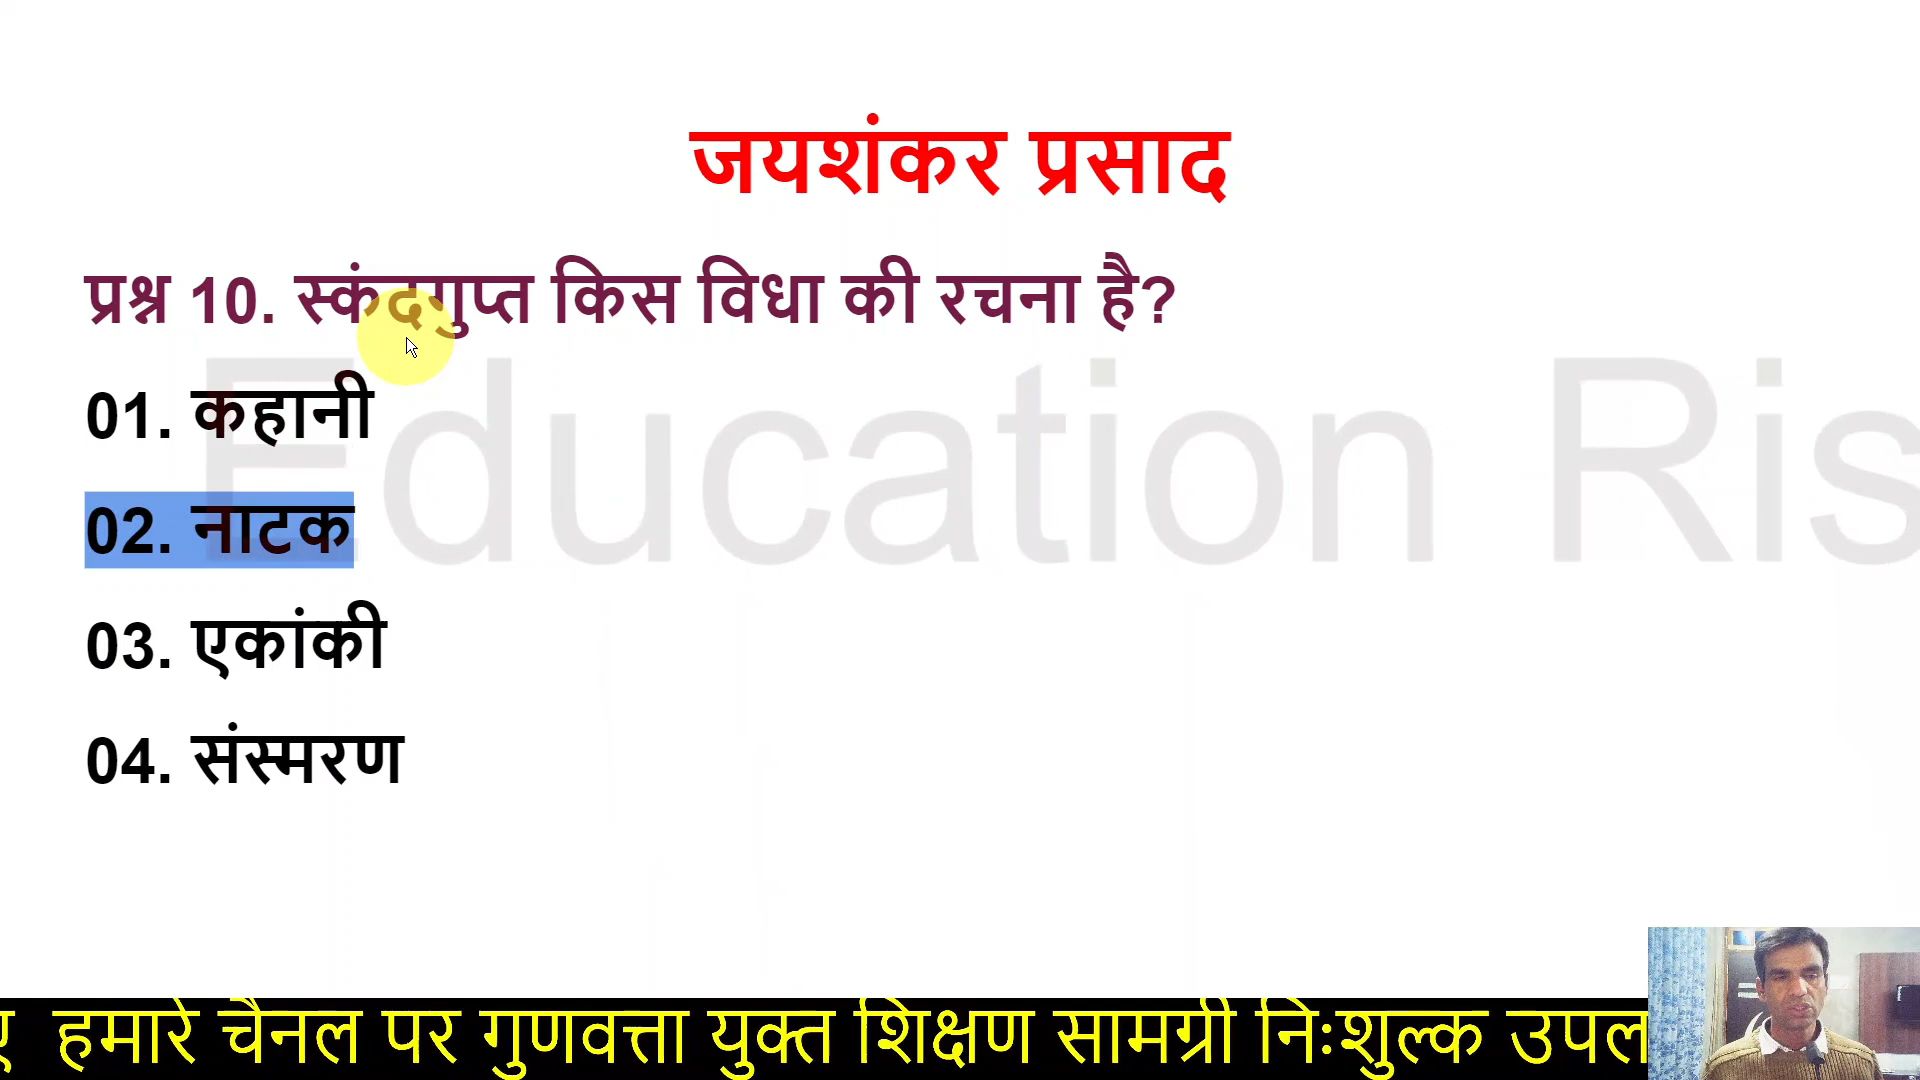 जयशंकर प्रसाद
प्रश्न 10. स्कंदगुप्त किस विधा की रचना है?
01. कहानी
Education Ris
02. नाटक
03. एकांकी
04. संस्मरण
हमारे चैनल पर गुणवत्ता युक्त शिक्षण सामग्री निःशुल्क उपल